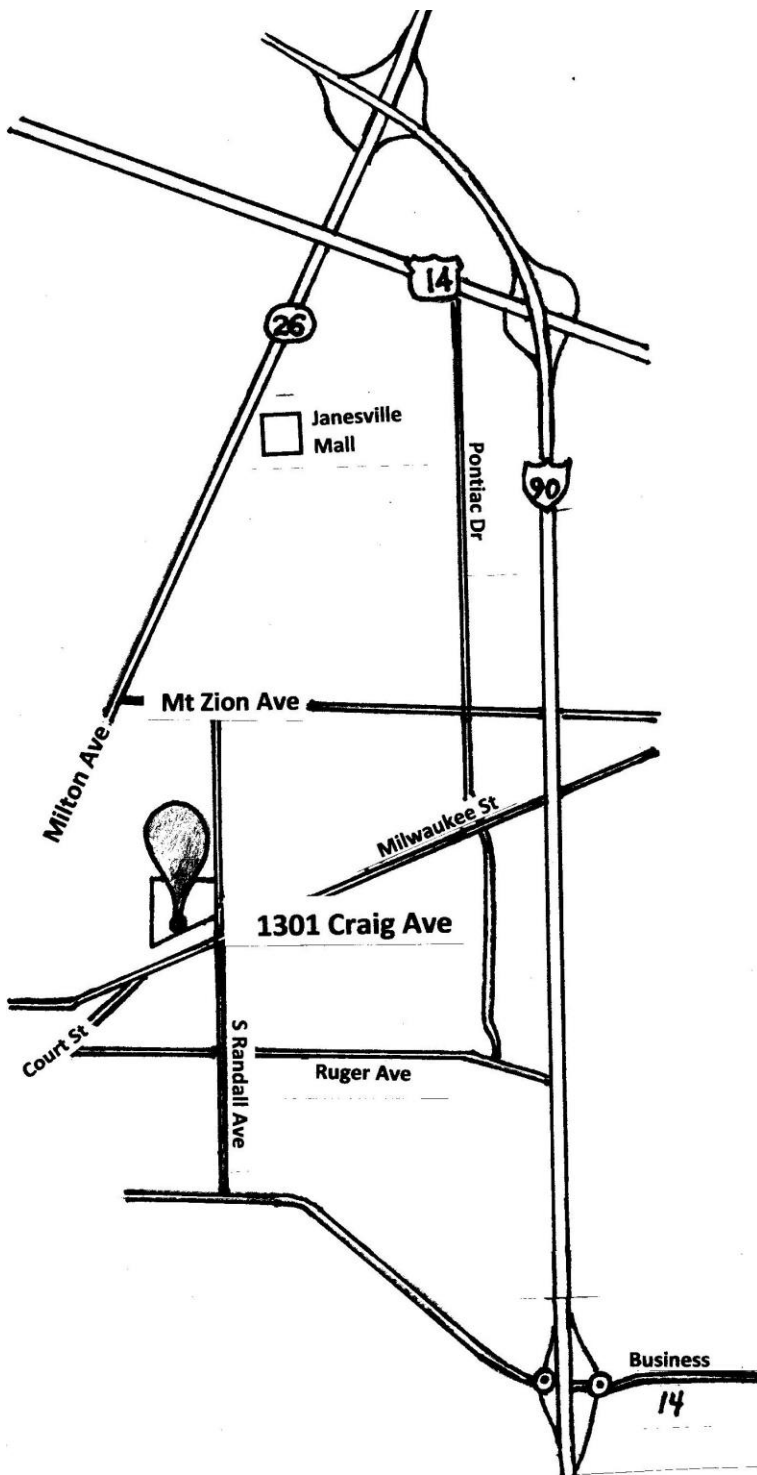 14
26
Janesville
Mall
Pontiac Dr
90
Mt Zion Ave
Milton Ave
Milwaukee St
1301 Craig Ave
Court St
S Randall Ave
Ruger Ave
Business
14